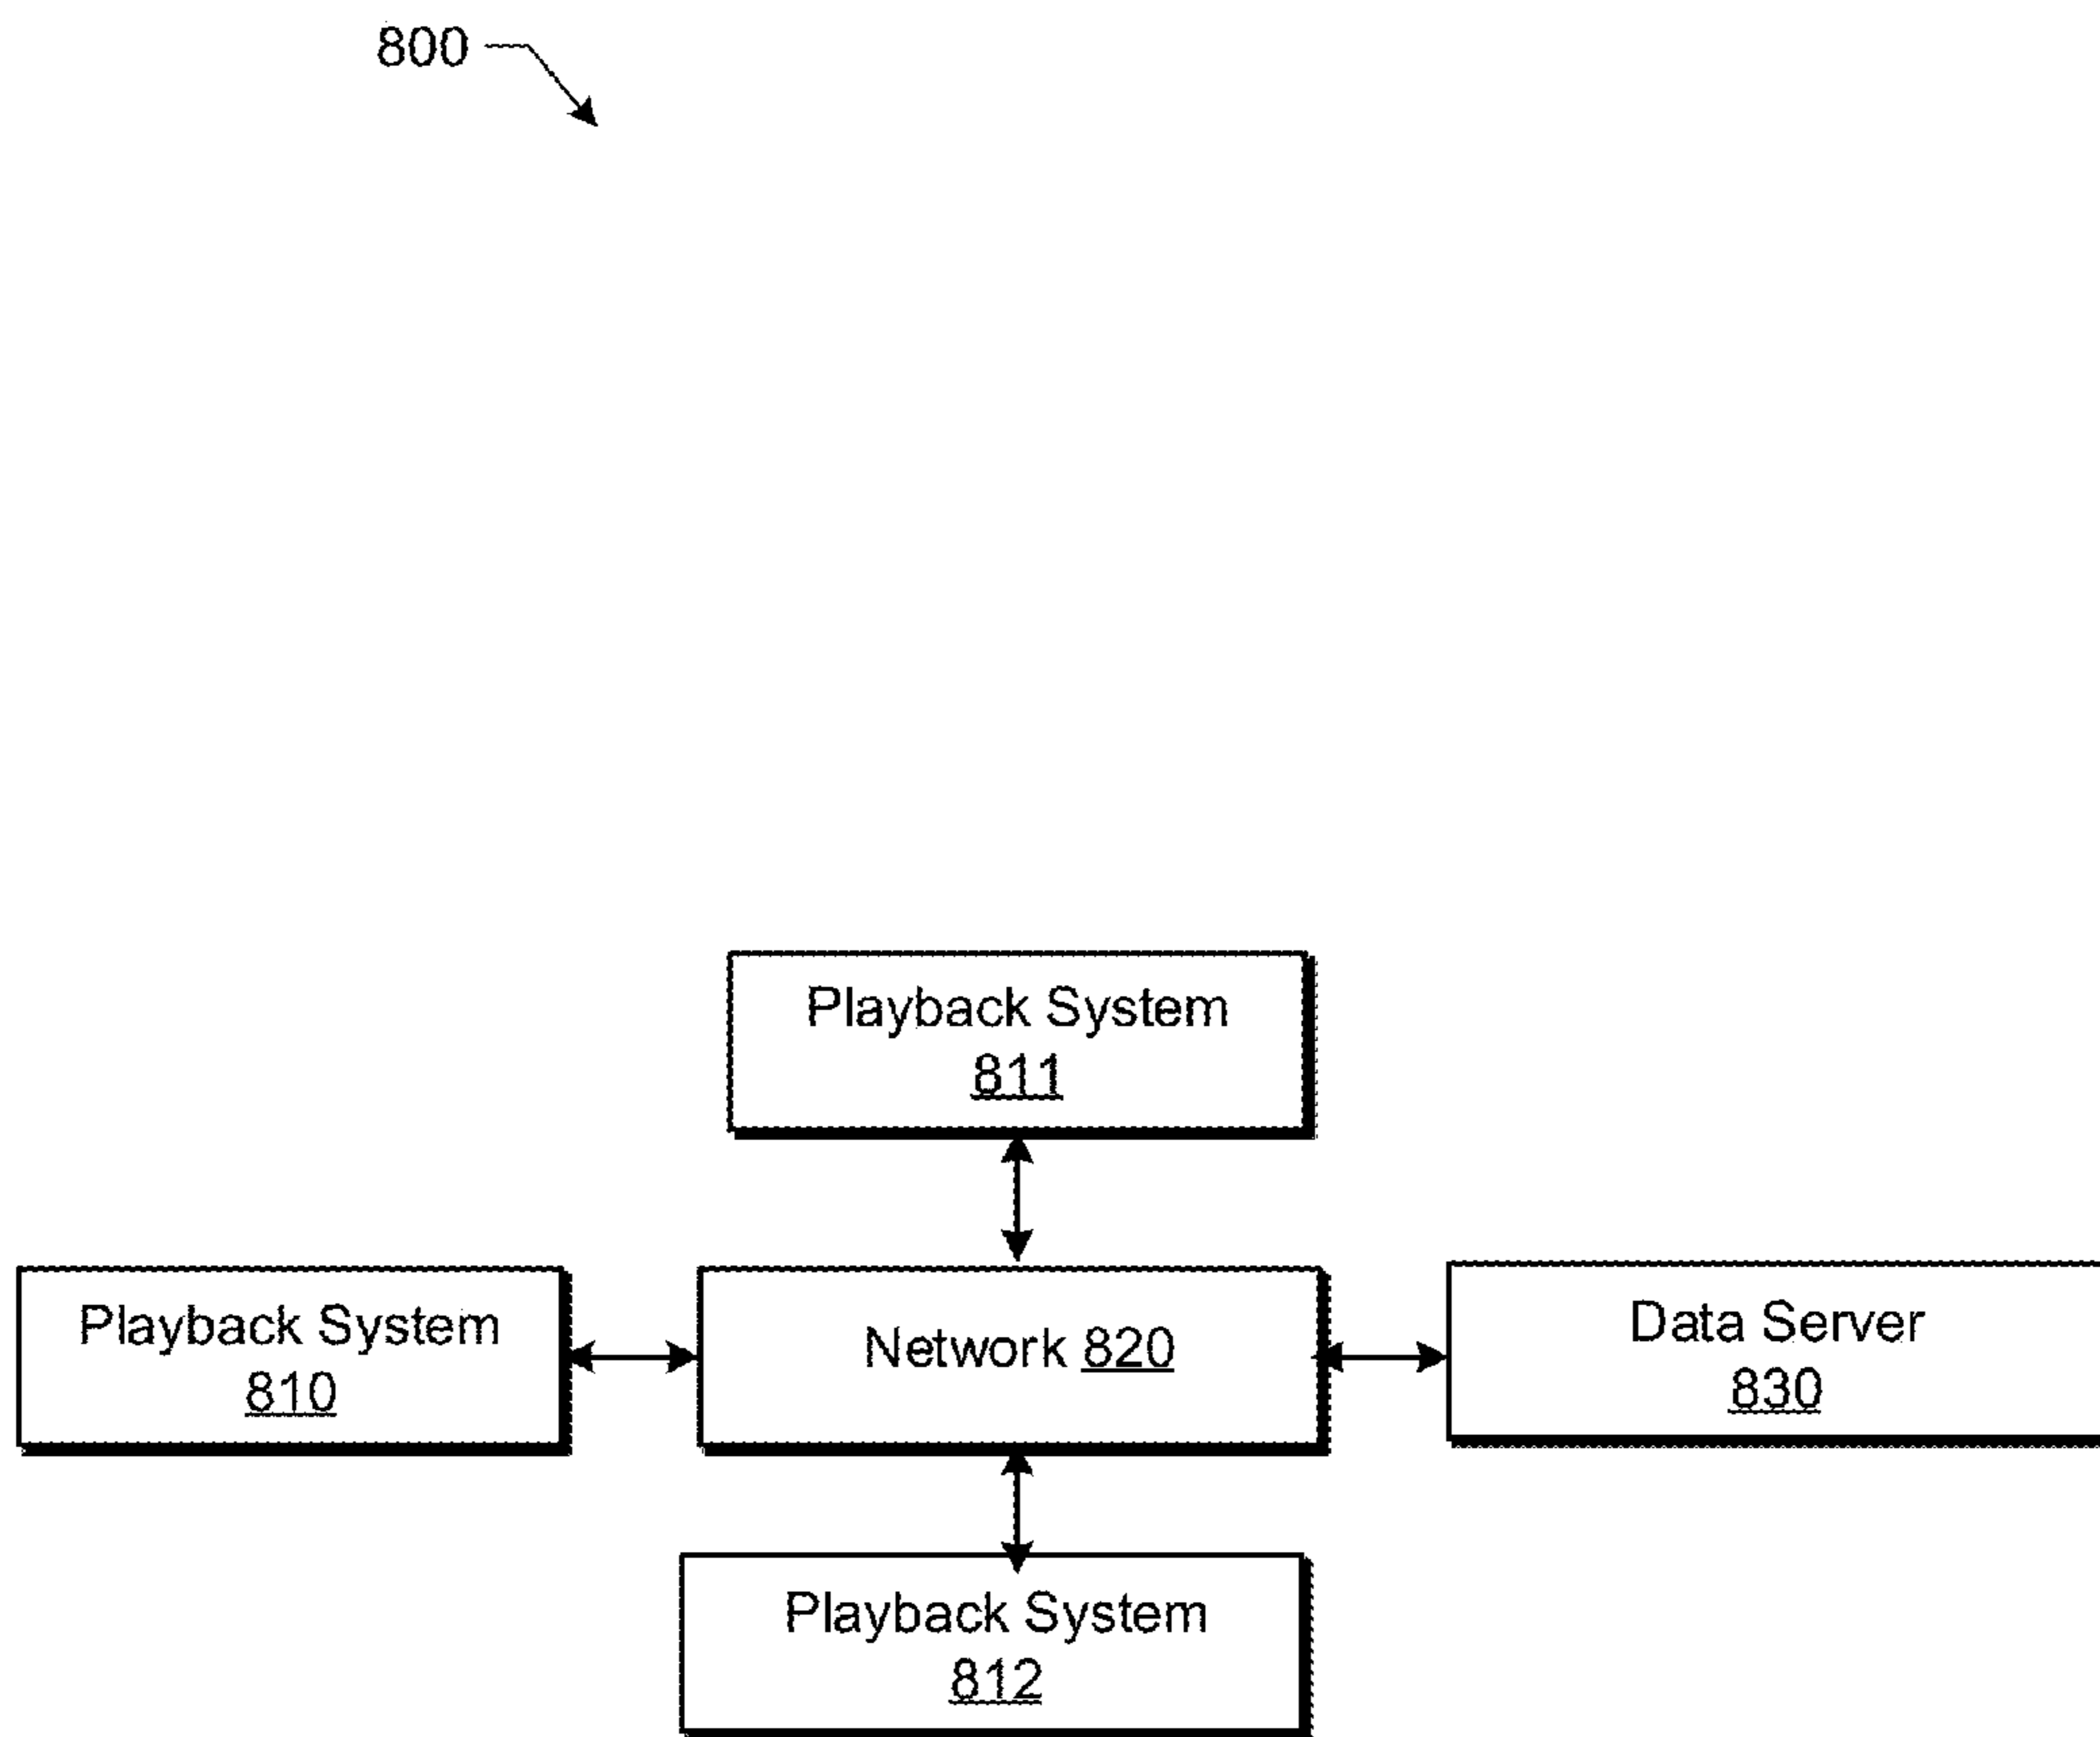 800
Playback System
811
Playback System
810
Network 820
Data Server
830
Playback System
812